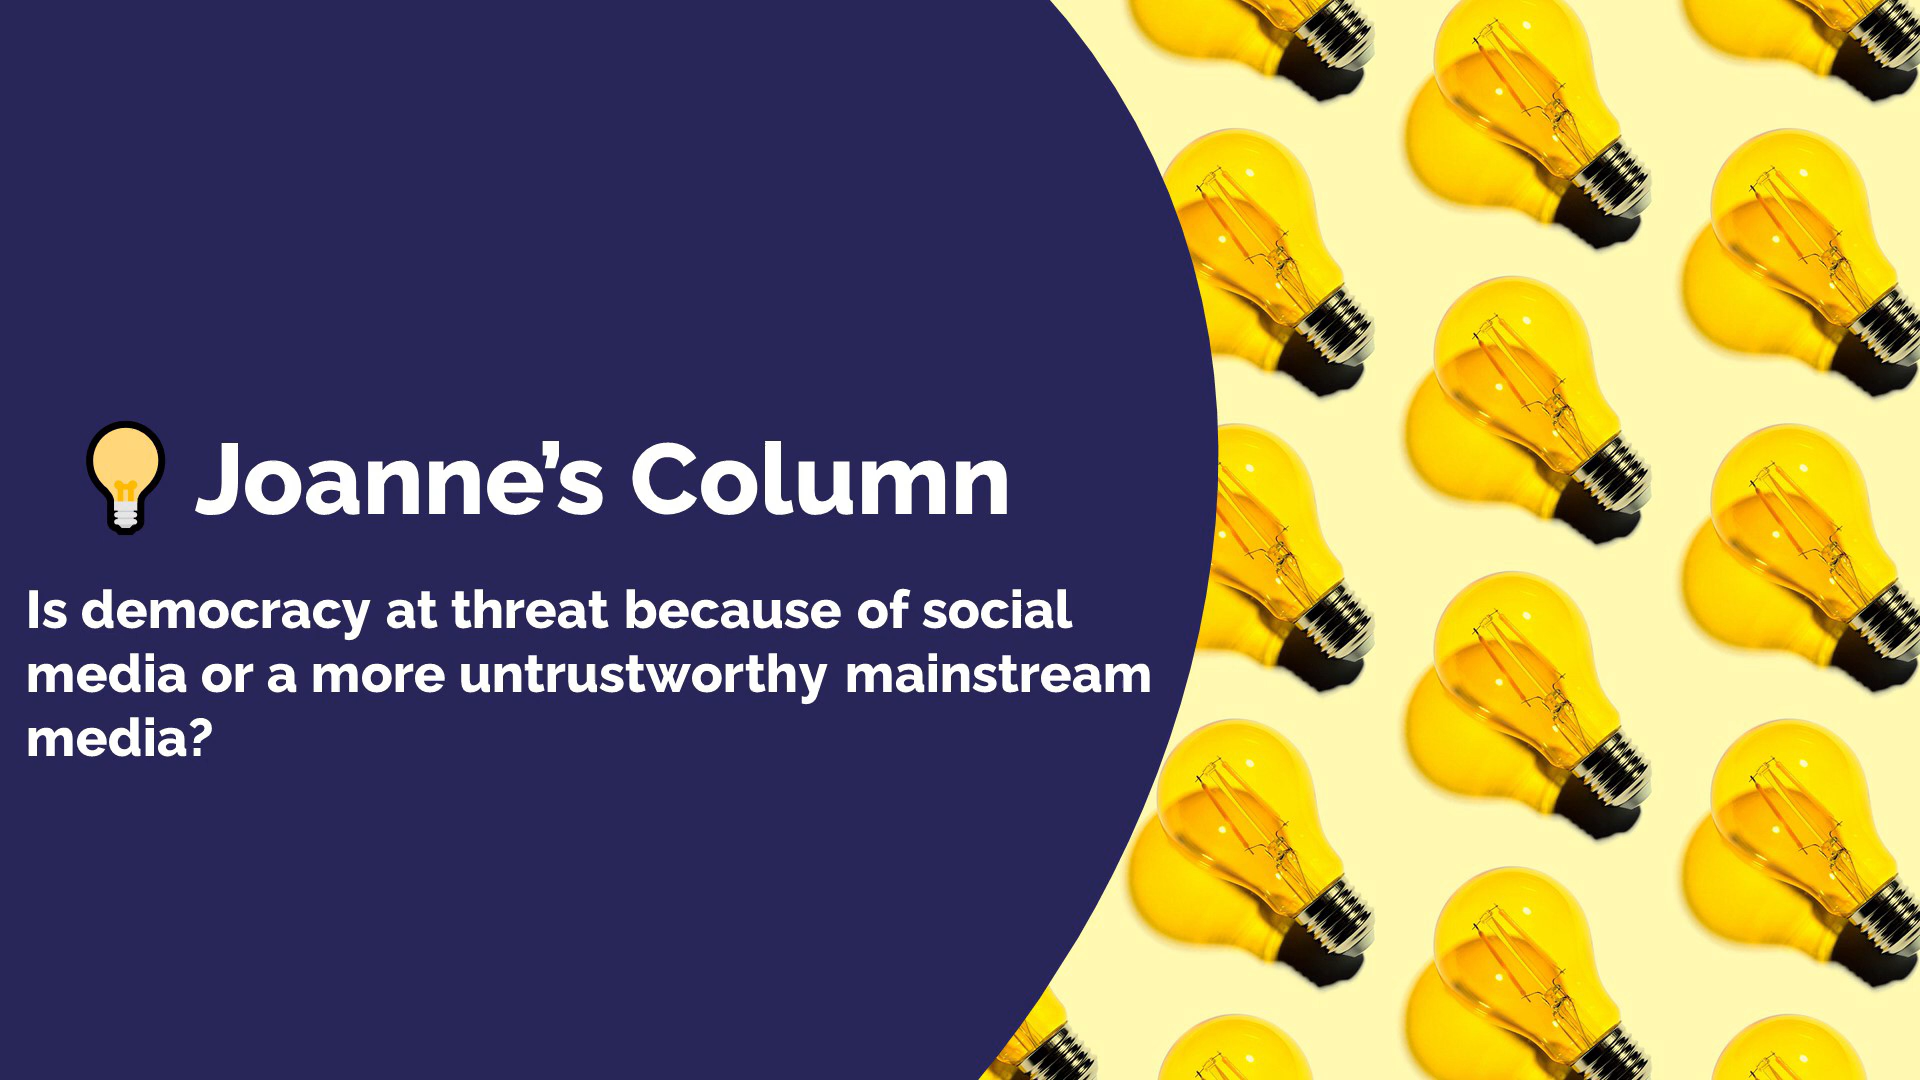 Joanne’s Column
Is democracy at threat because of social
media or a more untrustworthy mainstream
media?